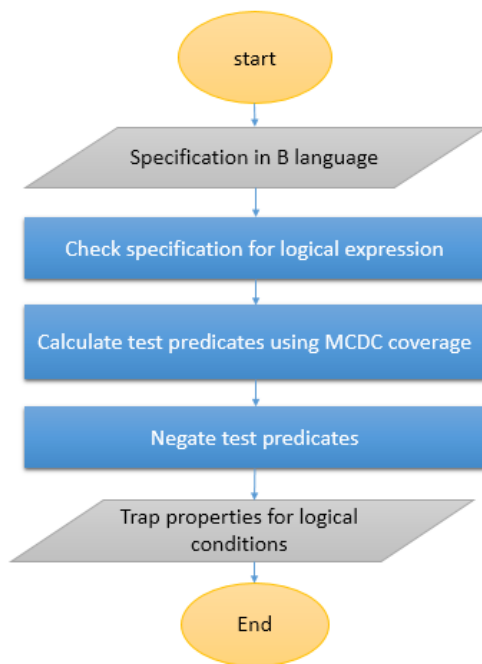 start
Specification in B language
Check specification for logical expression
Calculate test predicates using MCDC coverage
Negate test predicates
Trap properties for logical
conditions
End